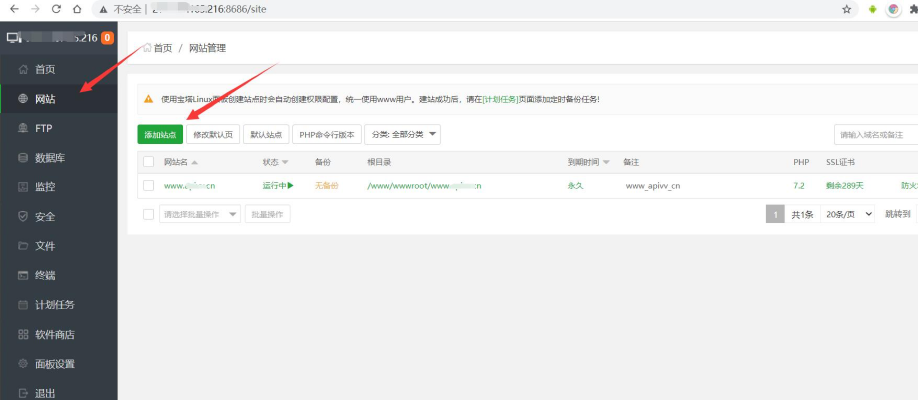 不安全 | 2 .216:8686/site
.216 0
首页
网站
FTP
数据库
监控
安全
文件
终端
计划任务
软件商店
面板设置
退出
首页 / 网站管理
使用宝塔Linux面板创建站点时会自动创建权限配置，统一使用www用户。建站成功后，请在[计划任务]页面添加定时备份任务!
添加站点 修改默认页 默认站点 PHP命令行版本 分类: 全部分类 请输入域名或备注
网站名 状态 备份 根目录 到期时间 备注 PHP SSL证书
www. cn 运行中 无备份 /www/wwwroot/www. n 永久 www_apivv_cn 7.2 剩余289天 防火
请选择批量操作 批量操作 1 共1条 20条/页 跳转到